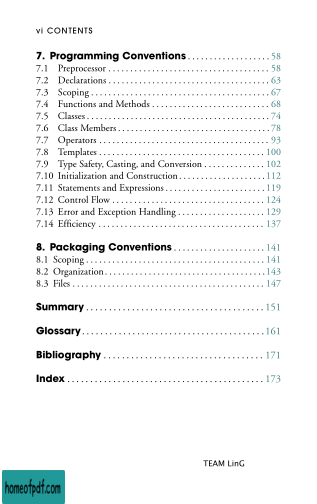 vi CONTENTS
7. Programming Conventions . . . . . . . . . . . . . . . . . . . 58
7.1 Preprocessor . . . . . . . . . . . . . . . . . . . . . . . . . . . . . . . . . . . 58
7.2 Declarations . . . . . . . . . . . . . . . . . . . . . . . . . . . . . . . . . . . 63
7.3 Scoping . . . . . . . . . . . . . . . . . . . . . . . . . . . . . . . . . . . . . . . 67
7.4 Functions and Methods . . . . . . . . . . . . . . . . . . . . . . . . . . 68
7.5 Classes . . . . . . . . . . . . . . . . . . . . . . . . . . . . . . . . . . . . . . . . 74
7.6 Class Members . . . . . . . . . . . . . . . . . . . . . . . . . . . . . . . . . 78
7.7 Operators . . . . . . . . . . . . . . . . . . . . . . . . . . . . . . . . . . . . . 93
7.8 Templates . . . . . . . . . . . . . . . . . . . . . . . . . . . . . . . . . . . . 100
7.9 Type Safety, Casting, and Conversion . . . . . . . . . . . . . . 102
7.10 Initialization and Construction . . . . . . . . . . . . . . . . . . . 112
7.11 Statements and Expressions . . . . . . . . . . . . . . . . . . . . . . 119
7.12 Control Flow . . . . . . . . . . . . . . . . . . . . . . . . . . . . . . . . . 124
7.13 Error and Exception Handling . . . . . . . . . . . . . . . . . . . 129
7.14 Efficiency . . . . . . . . . . . . . . . . . . . . . . . . . . . . . . . . . . . . 137
8. Packaging Conventions . . . . . . . . . . . . . . . . . . . . . 141
8.1 Scoping . . . . . . . . . . . . . . . . . . . . . . . . . . . . . . . . . . . . . . . 141
8.2 Organization . . . . . . . . . . . . . . . . . . . . . . . . . . . . . . . . . . . 143
8.3 Files . . . . . . . . . . . . . . . . . . . . . . . . . . . . . . . . . . . . . . . . . . 147
Summary . . . . . . . . . . . . . . . . . . . . . . . . . . . . . . . . . . . . . . . 151
Glossary . . . . . . . . . . . . . . . . . . . . . . . . . . . . . . . . . . . . . . . . 161
Bibliography . . . . . . . . . . . . . . . . . . . . . . . . . . . . . . . . . . . 171
Index . . . . . . . . . . . . . . . . . . . . . . . . . . . . . . . . . . . . . . . . . . . 173
TEAM LinG
homeofpdf.com